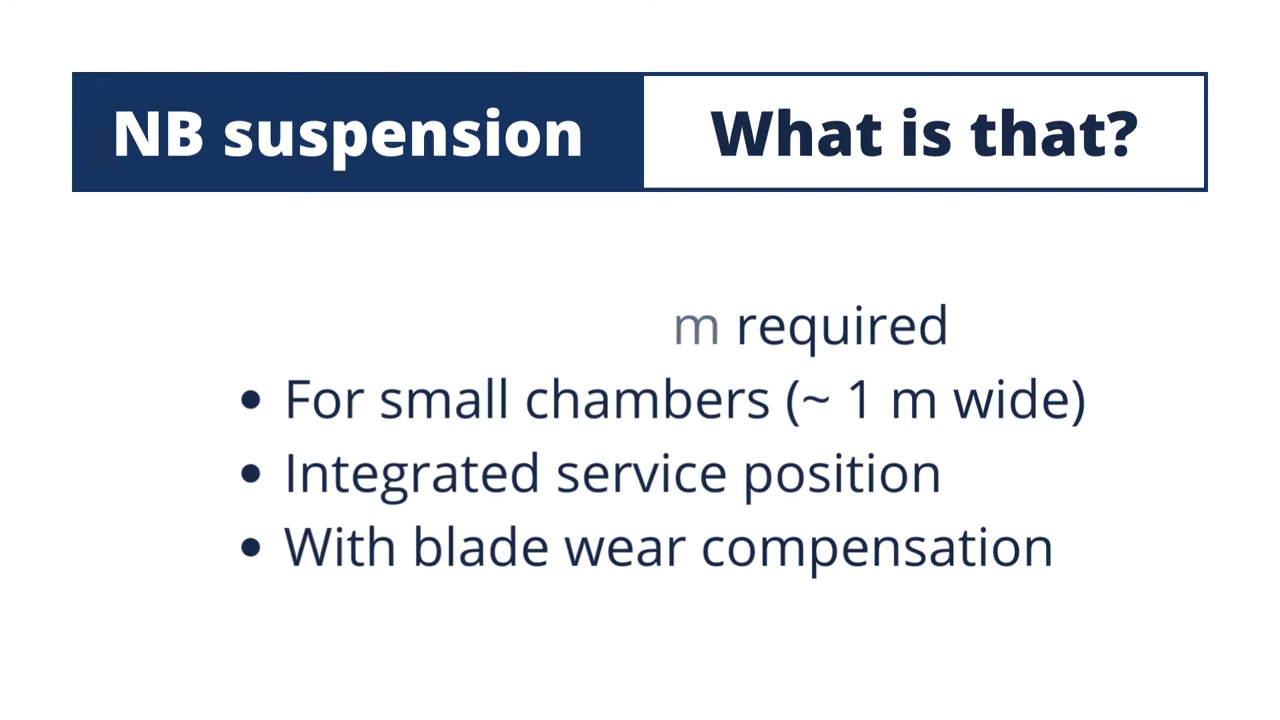 NB suspension What is that?
m required
• For small chambers (~ 1 m wide)
• Integrated service position
• With blade wear compensation